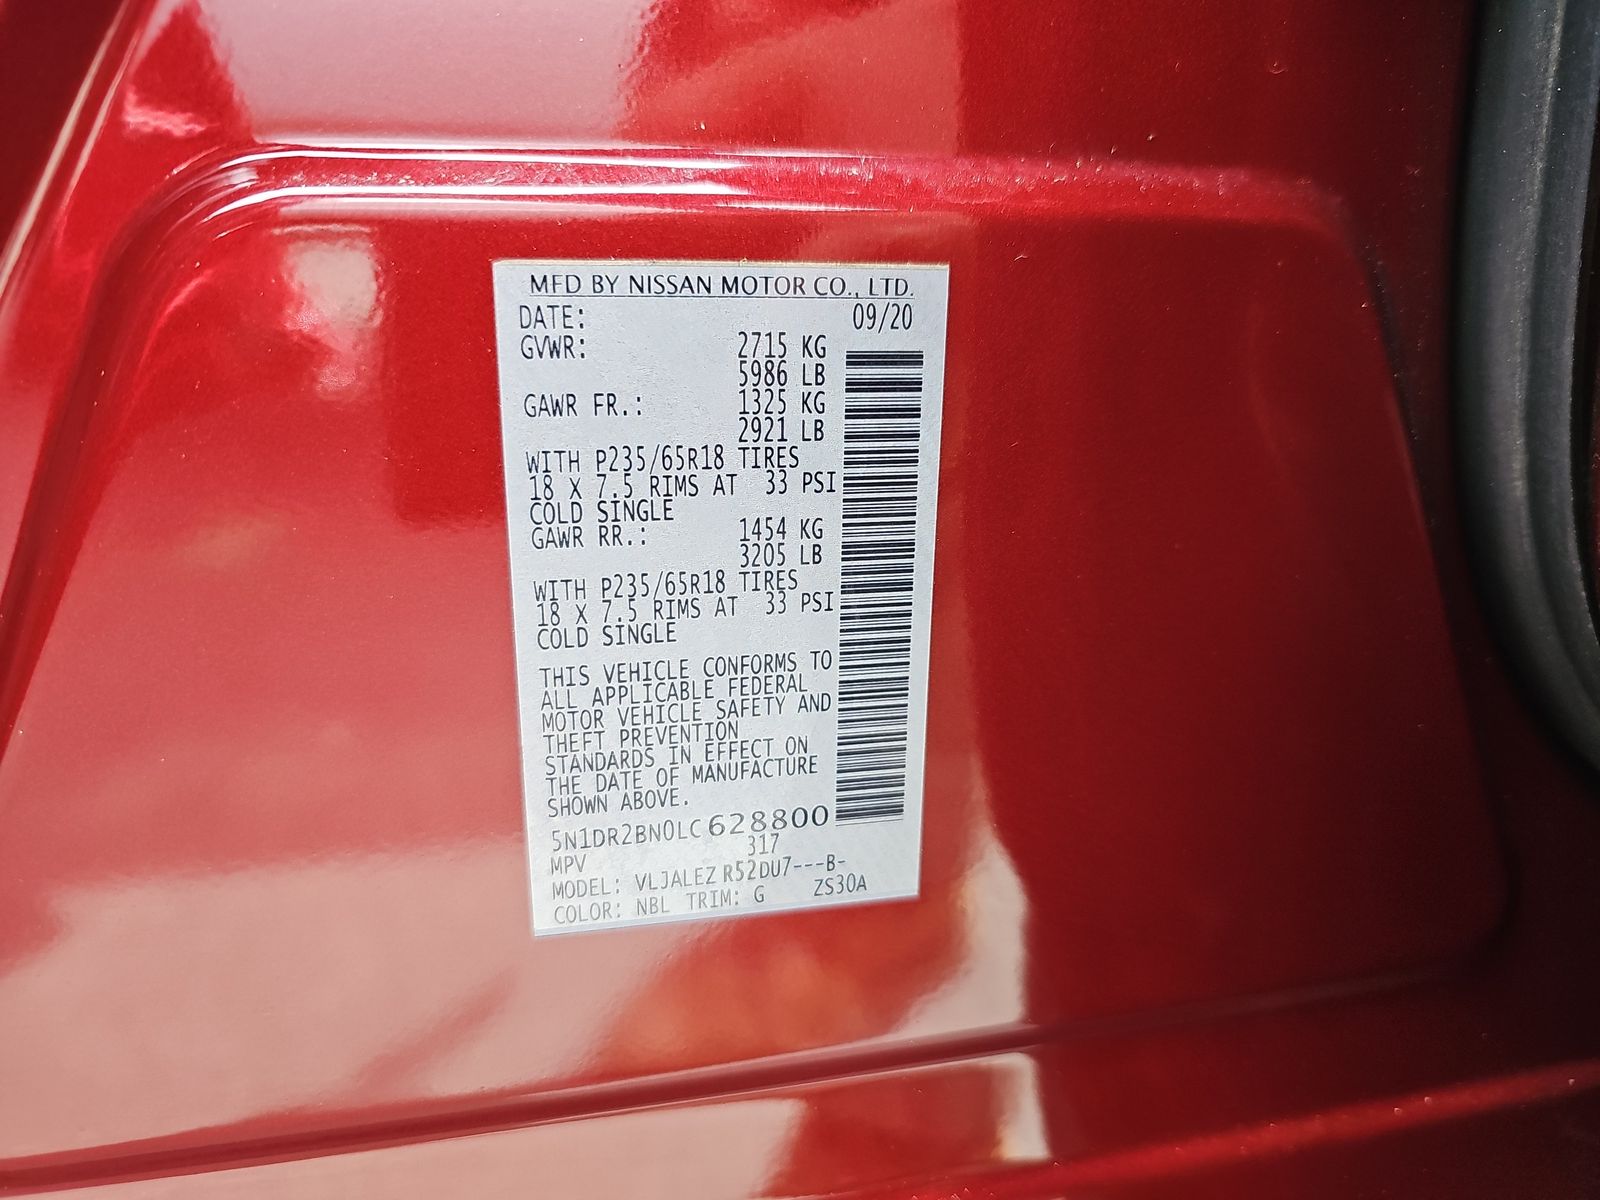 MFD BY NISSAN MOTOR CO., LTD.
DATE: 09/20
GVWR: 2715 KG
5986 LB
GAWR FR.: 1325 KG
2921 LB
WITH P235/65R18 TIRES
18 X 7.5 RIMS AT 33 PSI
COLD SINGLE
GAWR RR.: 1454 KG
3205 LB
WITH P235/65R18 TIRES
18 X 7.5 RIMS AT 33 PSI
COLD SINGLE
THIS VEHICLE CONFORMS TO
ALL APPLICABLE FEDERAL
MOTOR VEHICLE SAFETY AND
THEFT PREVENTION
STANDARDS IN EFFECT ON
THE DATE OF MANUFACTURE
SHOWN ABOVE.
5N1DR2BN0LC628800
MPV 317
MODEL: VLJALEZ R52DU7---B-
COLOR: NBL TRIM: G ZS30A